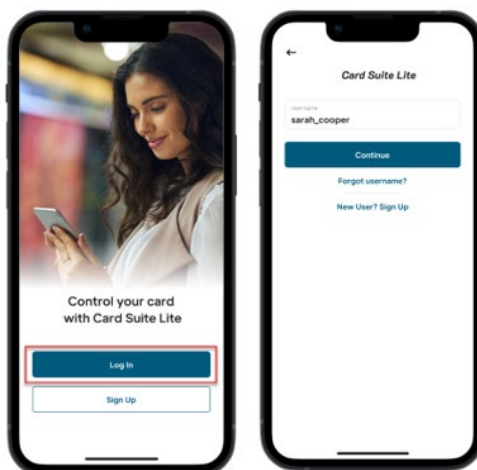 Control your card
with Card Suite Lite
Log In
Sign Up
Card Suite Lite
Username
sarah_cooper
Continue
Forgot username?
New User? Sign Up